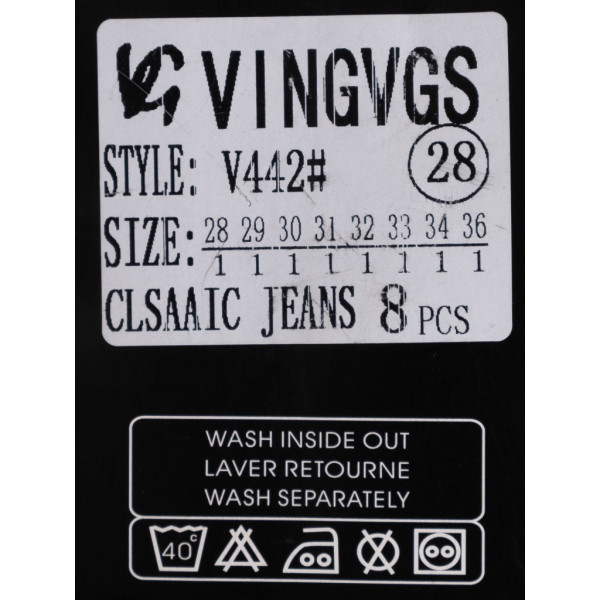 VG VINGVGS
STYLE: V442# 28
SIZE: 28 29 30 31 32 33 34 36
1 1 1 1 1 1 1 1
CLSAAIC JEANS 8 PCS
WASH INSIDE OUT
LAVER RETOURNE
WASH SEPARATELY
40°C